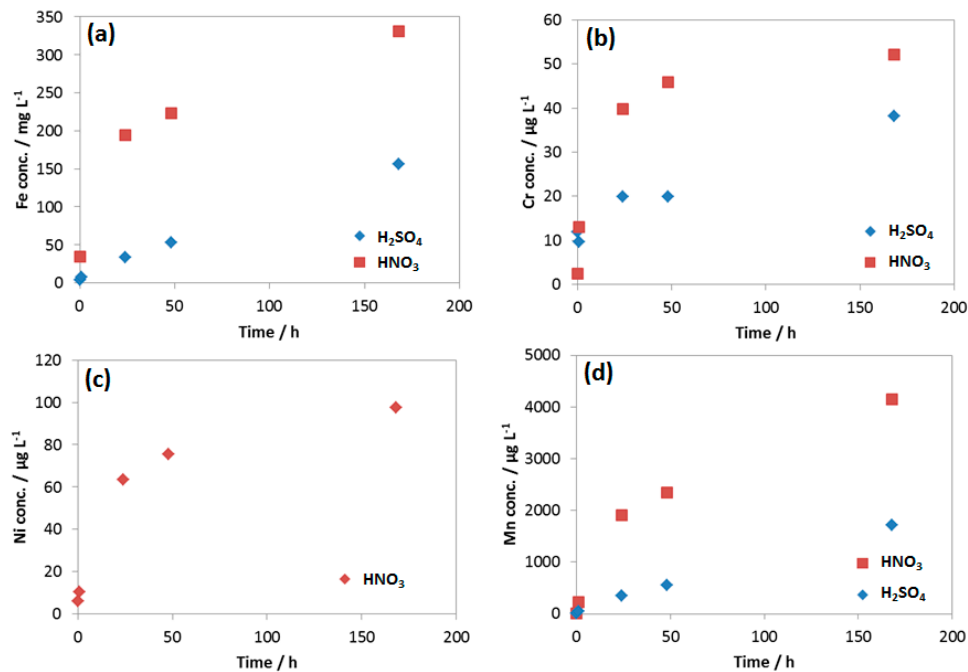 (a)
Fe conc. / mg L⁻¹
350
300
250
200
150
100
50
0
0 50 100 150 200
Time / h
H₂SO₄
HNO₃
(b)
Cr conc. / µg L⁻¹
60
50
40
30
20
10
0
0 50 100 150 200
Time / h
H₂SO₄
HNO₃
(c)
Ni conc. / µg L⁻¹
120
100
80
60
40
20
0
0 50 100 150 200
Time / h
HNO₃
(d)
Mn conc. / µg L⁻¹
5000
4000
3000
2000
1000
0
0 50 100 150 200
Time / h
HNO₃
H₂SO₄